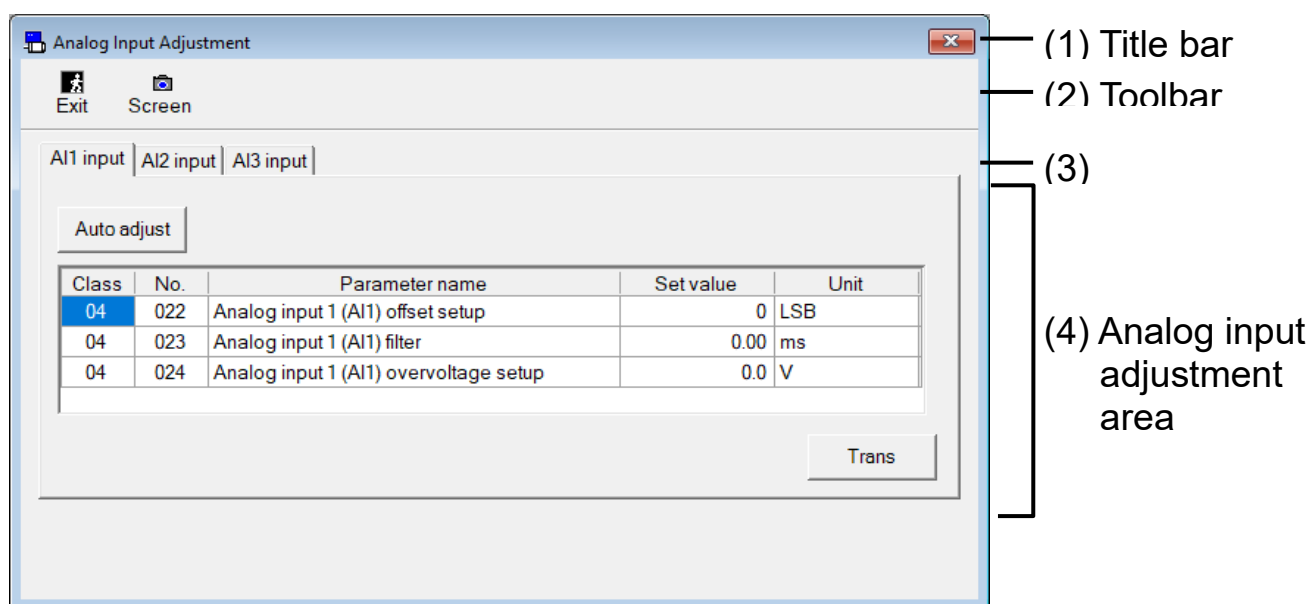 Analog Input Adjustment
(1) Title bar
Exit Screen
(2) Toolbar
AI1 input AI2 input AI3 input
(3)
Auto adjust
Class No. Parameter name Set value Unit
04 022 Analog input 1 (AI1) offset setup 0 LSB
04 023 Analog input 1 (AI1) filter 0.00 ms
04 024 Analog input 1 (AI1) overvoltage setup 0.0 V
Trans
(4) Analog input
adjustment
area